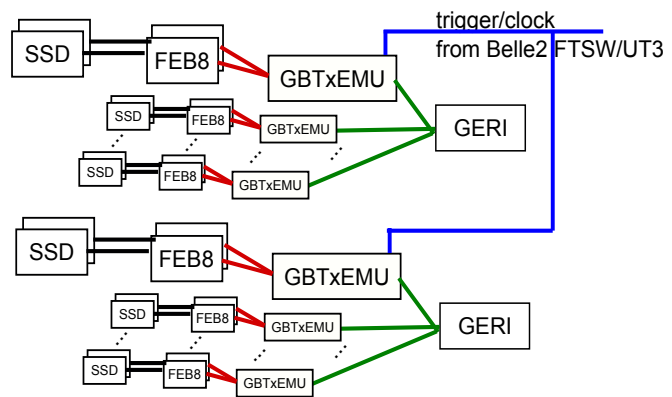 trigger/clock
from Belle2 FTSW/UT3
SSD
FEB8
GBTxEMU
GERI
SSD
FEB8
GBTxEMU
SSD
FEB8
GBTxEMU
SSD
FEB8
GBTxEMU
GERI
SSD
FEB8
GBTxEMU
SSD
FEB8
GBTxEMU